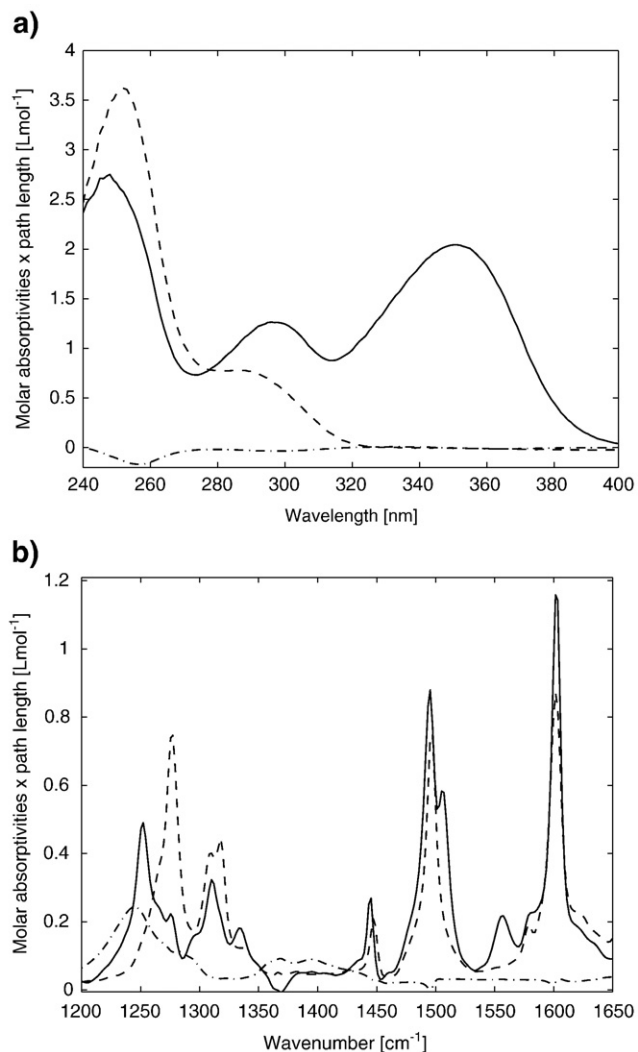 a)
4
3.5
3
2.5
2
1.5
1
0.5
0
Molar absorptivities x path length [Lmol⁻¹]
240 260 280 300 320 340 360 380 400
Wavelength [nm]
b)
1.2
1
0.8
0.6
0.4
0.2
0
Molar absorptivities x path length [Lmol⁻¹]
1200 1250 1300 1350 1400 1450 1500 1550 1600 1650
Wavenumber [cm⁻¹]